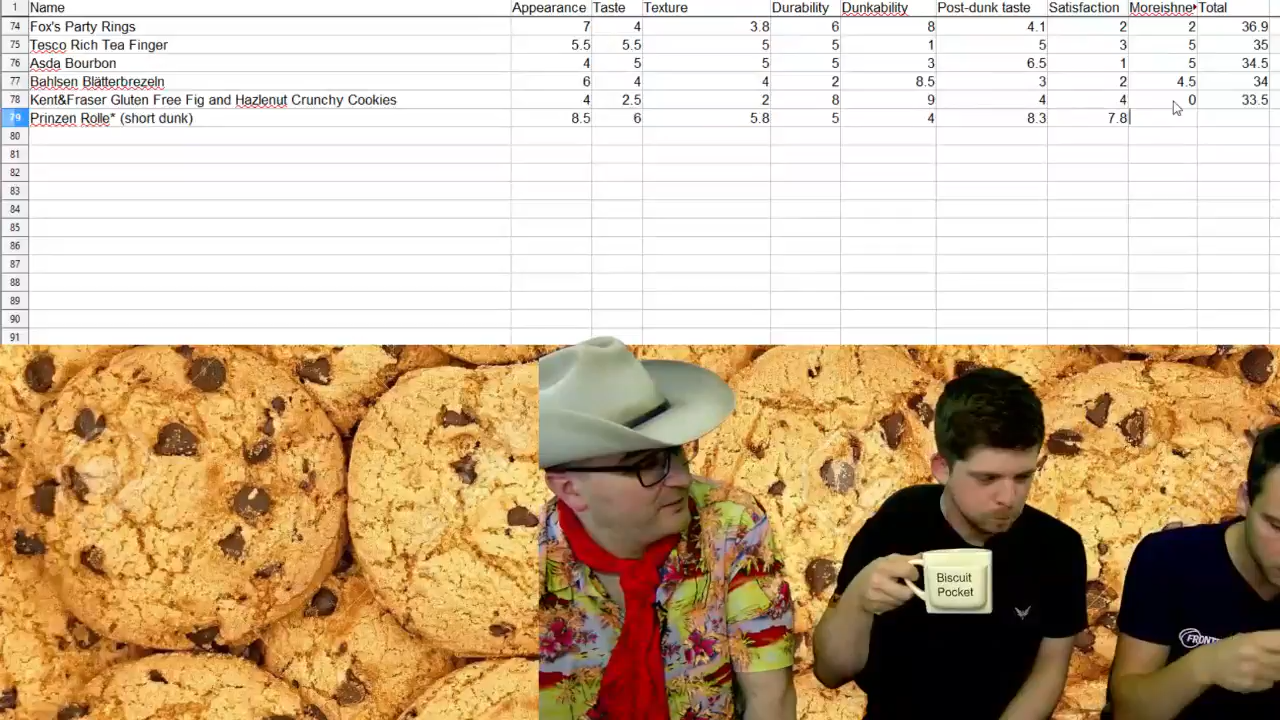 1 Name Appearance Taste Texture Durability Dunkability Post-dunk taste Satisfaction Moreishne Total
74 Fox's Party Rings 7 4 3.8 6 8 4.1 2 2 36.9
75 Tesco Rich Tea Finger 5.5 5.5 5 5 1 5 3 5 35
76 Asda Bourbon 4 5 5 5 3 6.5 1 5 34.5
77 Bahlsen Blätterbrezeln 6 4 4 2 8.5 3 2 4.5 34
78 Kent&Fraser Gluten Free Fig and Hazlenut Crunchy Cookies 4 2.5 2 8 9 4 4 0 33.5
79 Prinzen Rolle* (short dunk) 8.5 6 5.8 5 4 8.3 7.8
80
81
82
83
84
85
86
87
88
89
90
91
Biscuit
Pocket